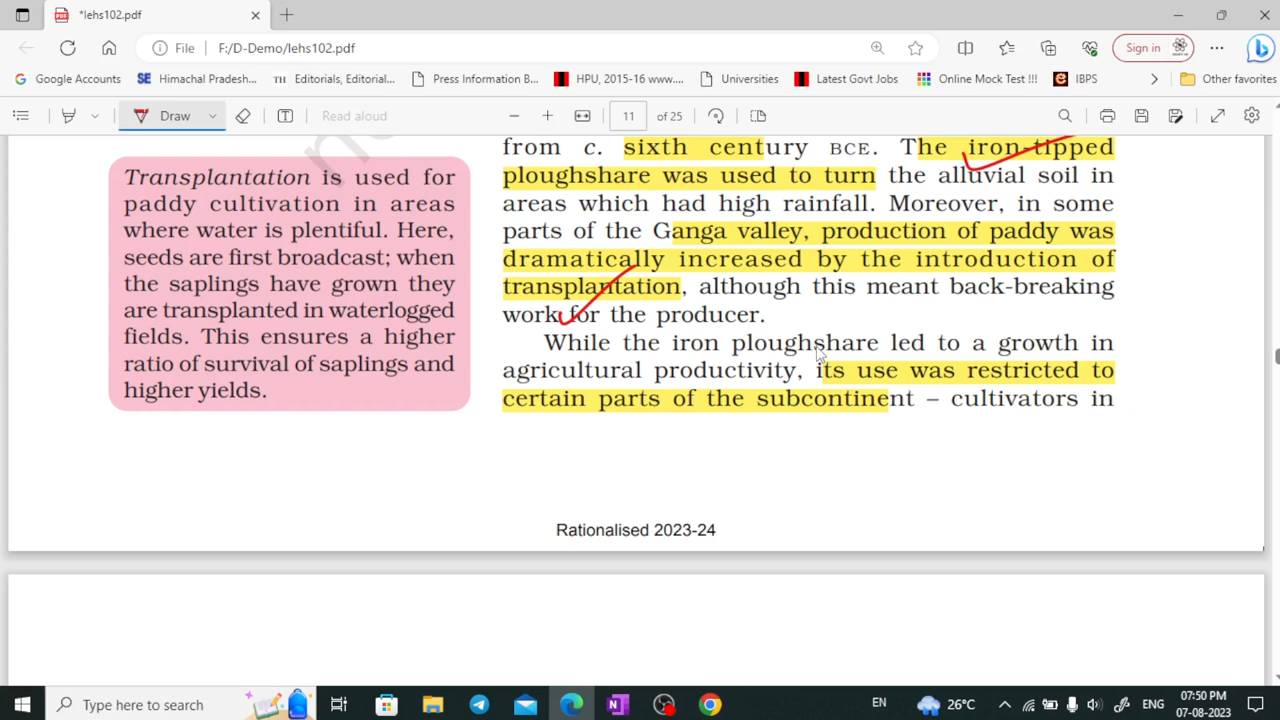 *lehs102.pdf
File
F:/D-Demo/lehs102.pdf
Sign in
Google Accounts
SE Himachal Pradesh...
TH Editorials, Editorial...
Press Information B...
HPU, 2015-16 www....
Universities
Latest Govt Jobs
Online Mock Test !!!
IBPS
Other favorites
Draw
Read aloud
11 of 25
Transplantation is used for
paddy cultivation in areas
where water is plentiful. Here,
seeds are first broadcast; when
the saplings have grown they
are transplanted in waterlogged
fields. This ensures a higher
ratio of survival of saplings and
higher yields.
from c. sixth century BCE. The iron-tipped
ploughshare was used to turn the alluvial soil in
areas which had high rainfall. Moreover, in some
parts of the Ganga valley, production of paddy was
dramatically increased by the introduction of
transplantation, although this meant back-breaking
work for the producer.
While the iron ploughshare led to a growth in
agricultural productivity, its use was restricted to
certain parts of the subcontinent – cultivators in
Rationalised 2023-24
Type here to search
EN
26°C
ENG
07:50 PM
07-08-2023